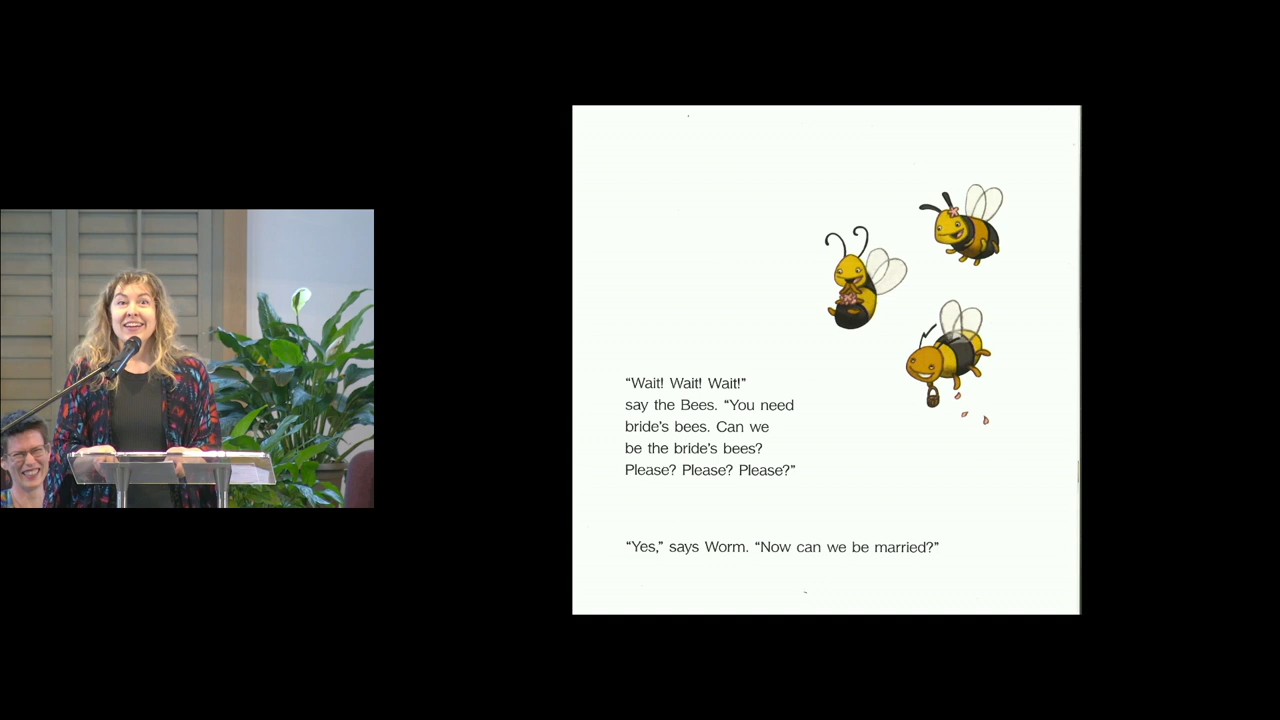 “Wait! Wait! Wait!”
say the Bees. “You need
bride’s bees. Can we
be the bride’s bees?
Please? Please? Please?”
“Yes,” says Worm. “Now can we be married?”